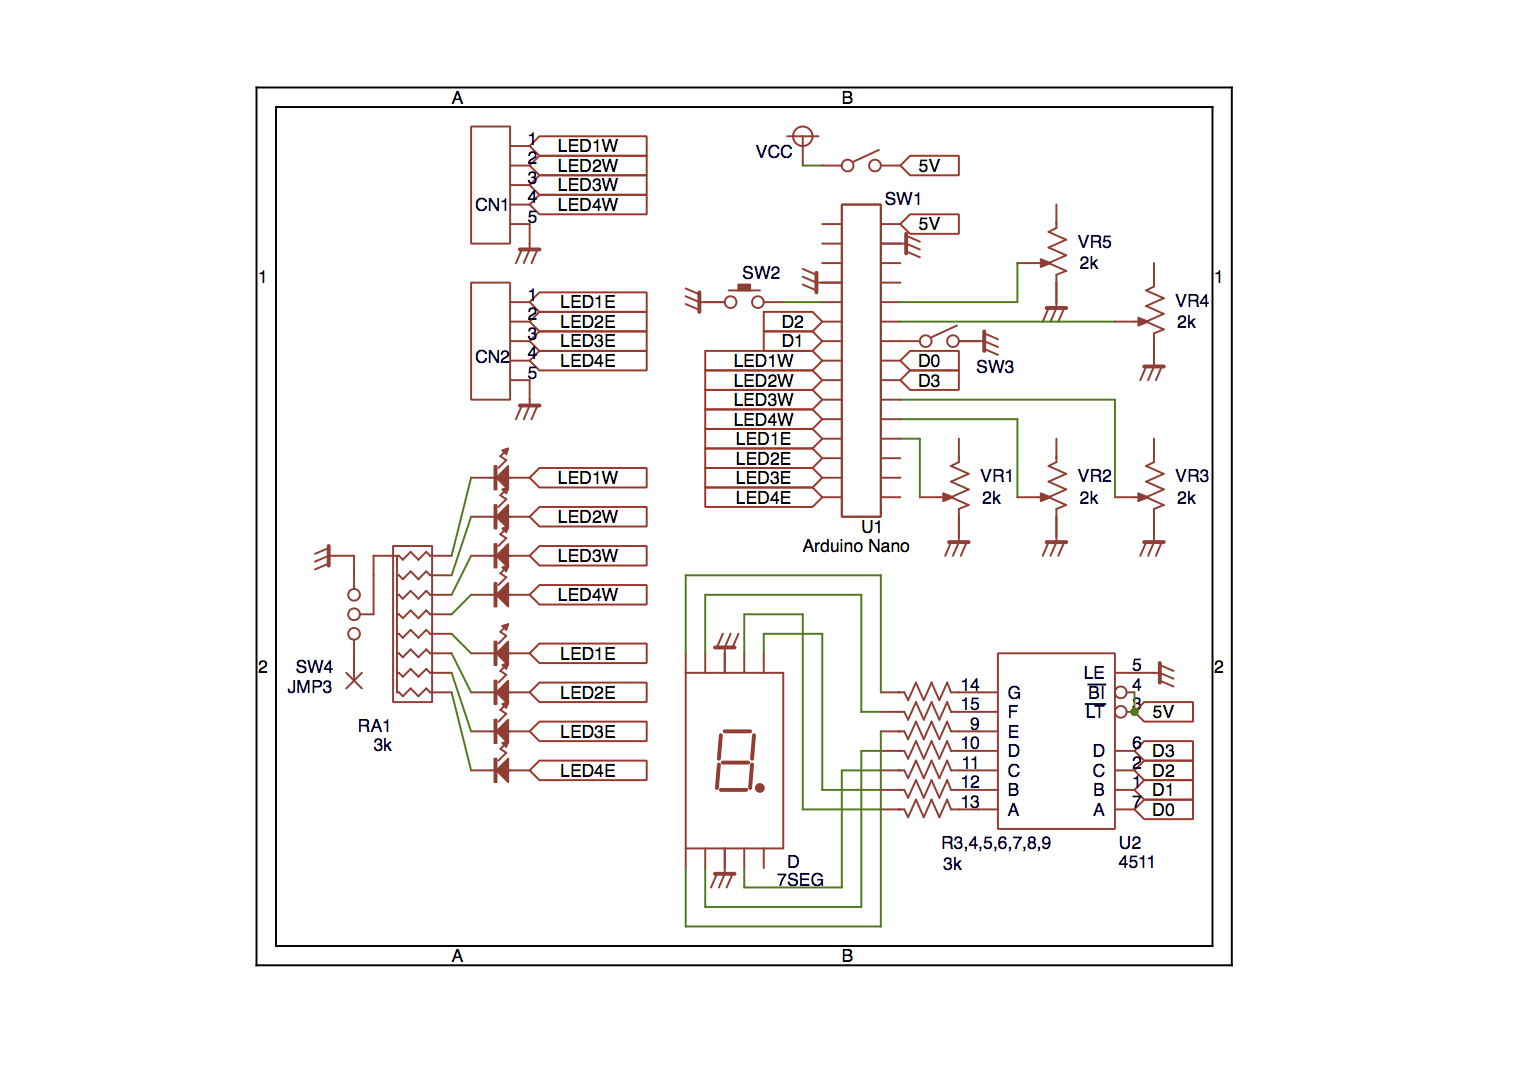 A
B
1
LED1W
2
LED2W
3
LED3W
4
LED4W
CN1
5
VCC
5V
SW1
5V
1
1
SW2
VR5
2k
VR4
2k
1
LED1E
2
LED2E
3
LED3E
4
LED4E
CN2
5
D2
D1
LED1W
LED2W
LED3W
LED4W
LED1E
LED2E
LED3E
LED4E
D0
D3
SW3
VR1
2k
VR2
2k
VR3
2k
U1
Arduino Nano
LED1W
LED2W
LED3W
LED4W
LED1E
LED2E
LED3E
LED4E
2
SW4
JMP3
RA1
3k
2
14
15
9
10
11
12
13
G
F
E
D
C
B
A
LE
BI
LT
D
C
B
A
5
4
3
5V
6
D3
2
D2
1
D1
7
D0
D
7SEG
R3,4,5,6,7,8,9
3k
U2
4511
A
B